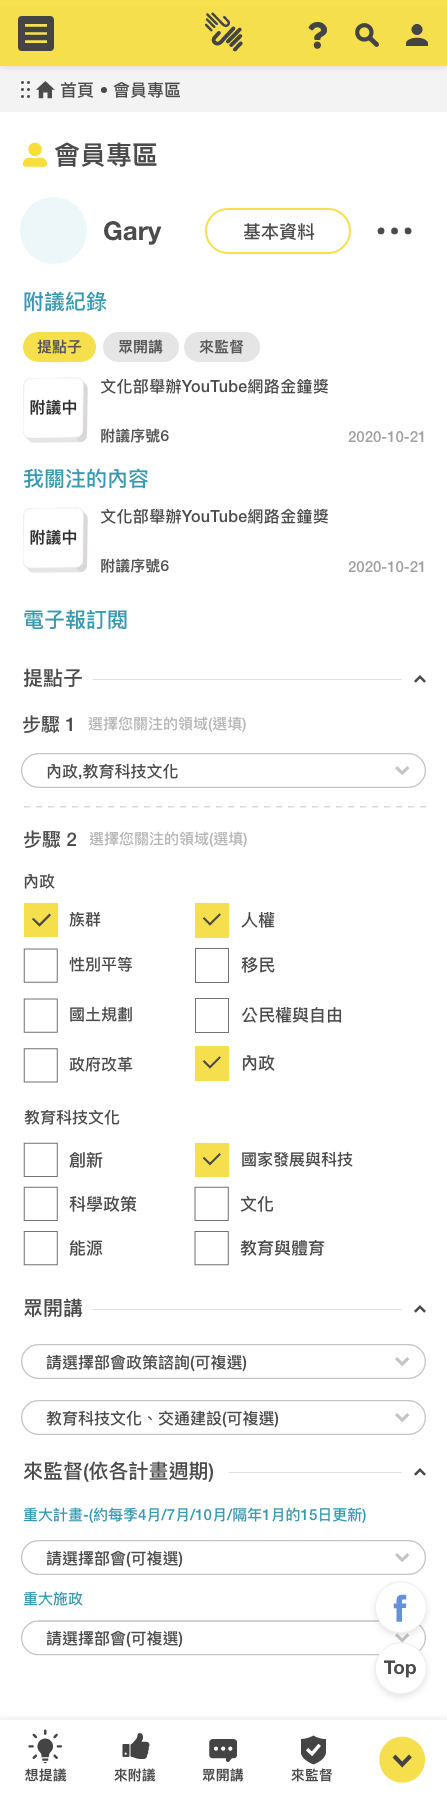 首頁 • 會員專區
會員專區
Gary
基本資料
附議紀錄
提點子 眾開講 來監督
附議中
文化部舉辦YouTube網路金鐘獎
附議序號6
2020-10-21
我關注的內容
附議中
文化部舉辦YouTube網路金鐘獎
附議序號6
2020-10-21
電子報訂閱
提點子
步驟 1 選擇您關注的領域(選填)
內政,教育科技文化
步驟 2 選擇您關注的領域(選填)
內政
族群 人權
性別平等 移民
國土規劃 公民權與自由
政府改革 內政
教育科技文化
創新 國家發展與科技
科學政策 文化
能源 教育與體育
眾開講
請選擇部會政策諮詢(可複選)
教育科技文化、交通建設(可複選)
來監督(依各計畫週期)
重大計畫-(約每季4月/7月/10月/隔年1月的15日更新)
請選擇部會(可複選)
重大施政
請選擇部會(可複選)
f
Top
想提議 來附議 眾開講 來監督